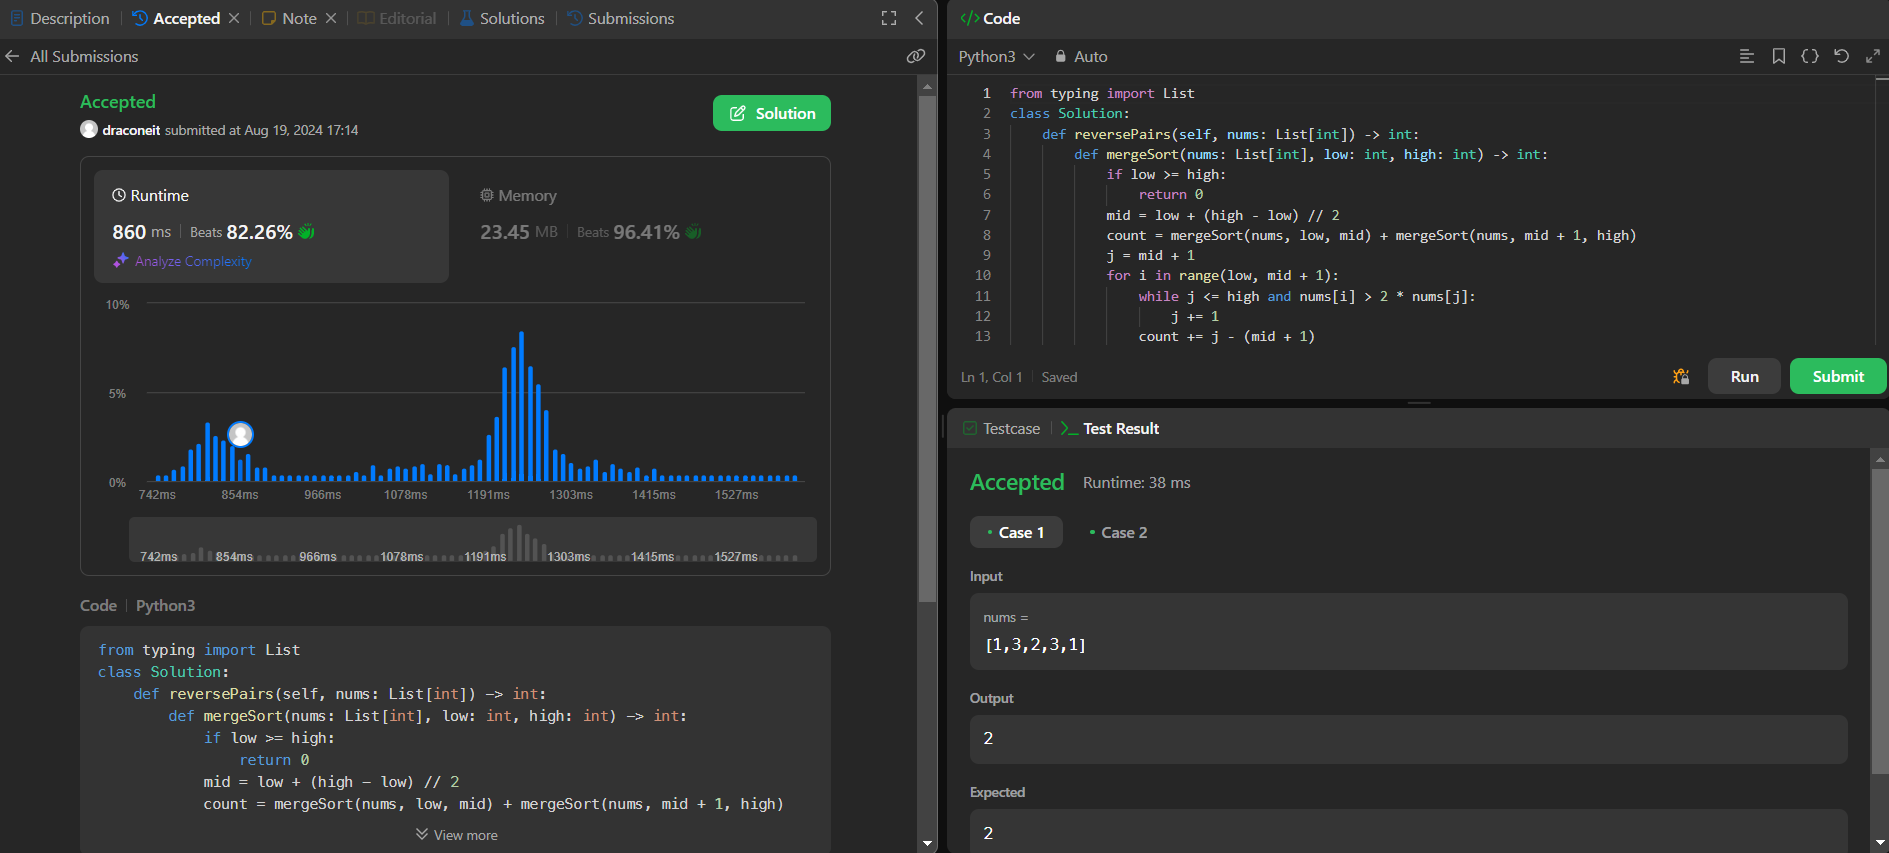 Description
Accepted
Note
Editorial
Solutions
Submissions
All Submissions
Accepted
draconeit submitted at Aug 19, 2024 17:14
Solution
Runtime
860 ms
Beats 82.26%
Analyze Complexity
Memory
23.45 MB
Beats 96.41%
10%
5%
0%
742ms 854ms 966ms 1078ms 1191ms 1303ms 1415ms 1527ms
742ms 854ms 966ms 1078ms 1191ms 1303ms 1415ms 1527ms
Code
Python3
from typing import List
class Solution:
    def reversePairs(self, nums: List[int]) -> int:
        def mergeSort(nums: List[int], low: int, high: int) -> int:
            if low >= high:
                return 0
            mid = low + (high - low) // 2
            count = mergeSort(nums, low, mid) + mergeSort(nums, mid + 1, high)
View more
</> Code
Python3
Auto
1 from typing import List
2 class Solution:
3     def reversePairs(self, nums: List[int]) -> int:
4         def mergeSort(nums: List[int], low: int, high: int) -> int:
5             if low >= high:
6                 return 0
7             mid = low + (high - low) // 2
8             count = mergeSort(nums, low, mid) + mergeSort(nums, mid + 1, high)
9             j = mid + 1
10             for i in range(low, mid + 1):
11                 while j <= high and nums[i] > 2 * nums[j]:
12                     j += 1
13                 count += j - (mid + 1)
Ln 1, Col 1
Saved
Run
Submit
Testcase
Test Result
Accepted
Runtime: 38 ms
Case 1
Case 2
Input
nums =
[1,3,2,3,1]
Output
2
Expected
2